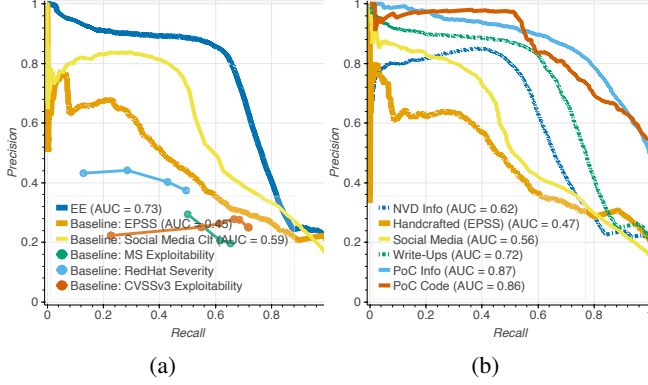 1
0.8
0.6
0.4
0.2
0
Precision
EE (AUC = 0.73)
Baseline: EPSS (AUC = 0.45)
Baseline: Social Media Clf (AUC = 0.59)
Baseline: MS Exploitability
Baseline: RedHat Severity
Baseline: CVSSv3 Exploitability
0 0.2 0.4 0.6 0.8
Recall
(a)
1
0.8
0.6
0.4
0.2
0
Precision
NVD Info (AUC = 0.62)
Handcrafted (EPSS) (AUC = 0.47)
Social Media (AUC = 0.56)
Write-Ups (AUC = 0.72)
PoC Info (AUC = 0.87)
PoC Code (AUC = 0.86)
0 0.2 0.4 0.6 0.8
Recall
(b)